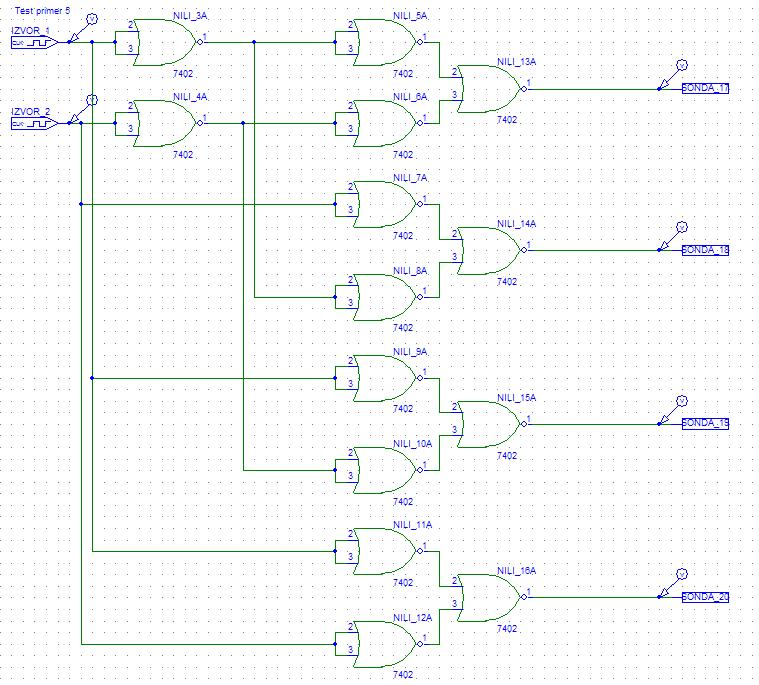 Test primer 5
IZVOR_1
CLK
V
2
3
NILI_3A
1
7402
2
3
NILI_5A
1
7402
2
3
NILI_13A
1
7402
V
SONDA_17
IZVOR_2
CLK
V
2
3
NILI_4A
1
7402
2
3
NILI_6A
1
7402
2
3
NILI_7A
1
7402
2
3
NILI_14A
1
7402
V
SONDA_18
2
3
NILI_8A
1
7402
2
3
NILI_9A
1
7402
2
3
NILI_15A
1
7402
V
SONDA_19
2
3
NILI_10A
1
7402
2
3
NILI_11A
1
7402
2
3
NILI_16A
1
7402
V
SONDA_20
2
3
NILI_12A
1
7402